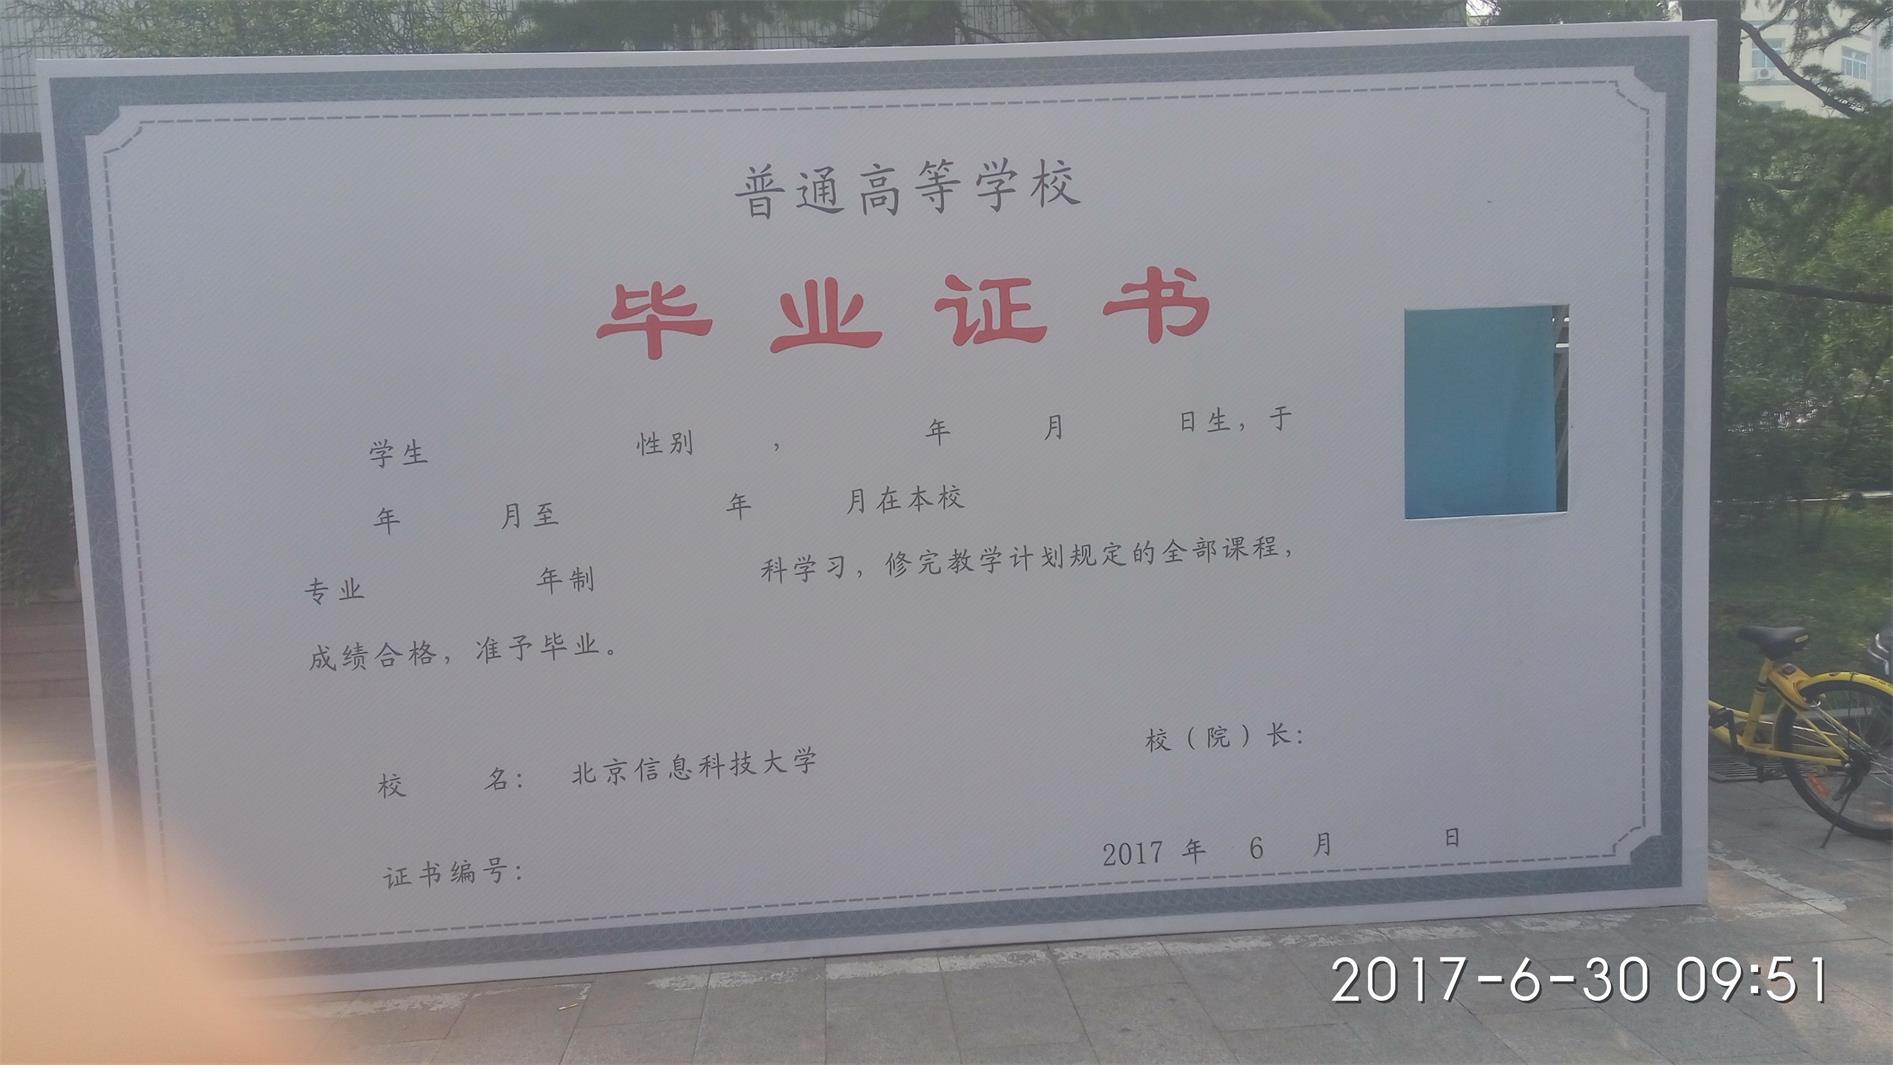 普通高等学校
毕业证书
学生 性别 , 年 月 日生，于
年 月至 年 月在本校
专业 年制 科学习，修完教学计划规定的全部课程，
成绩合格，准予毕业。
校 名： 北京信息科技大学
校（院）长：
证书编号：
2017 年 6 月 日
2017-6-30 09:51